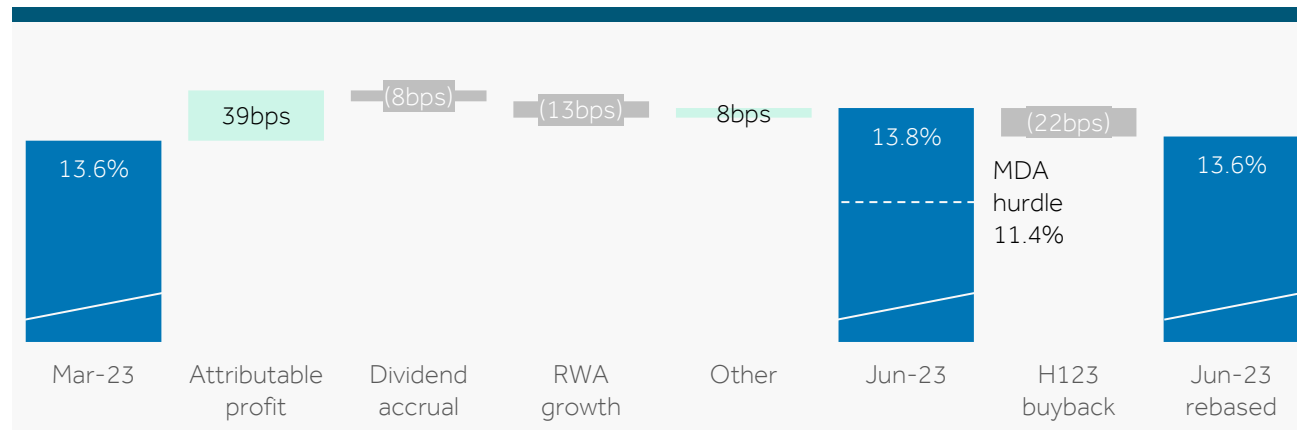 39bps
(8bps)
(13bps)
8bps
(22bps)
13.6%
13.8%
MDA
hurdle
11.4%
13.6%
Mar-23
Attributable
profit
Dividend
accrual
RWA
growth
Other
Jun-23
H123
buyback
Jun-23
rebased